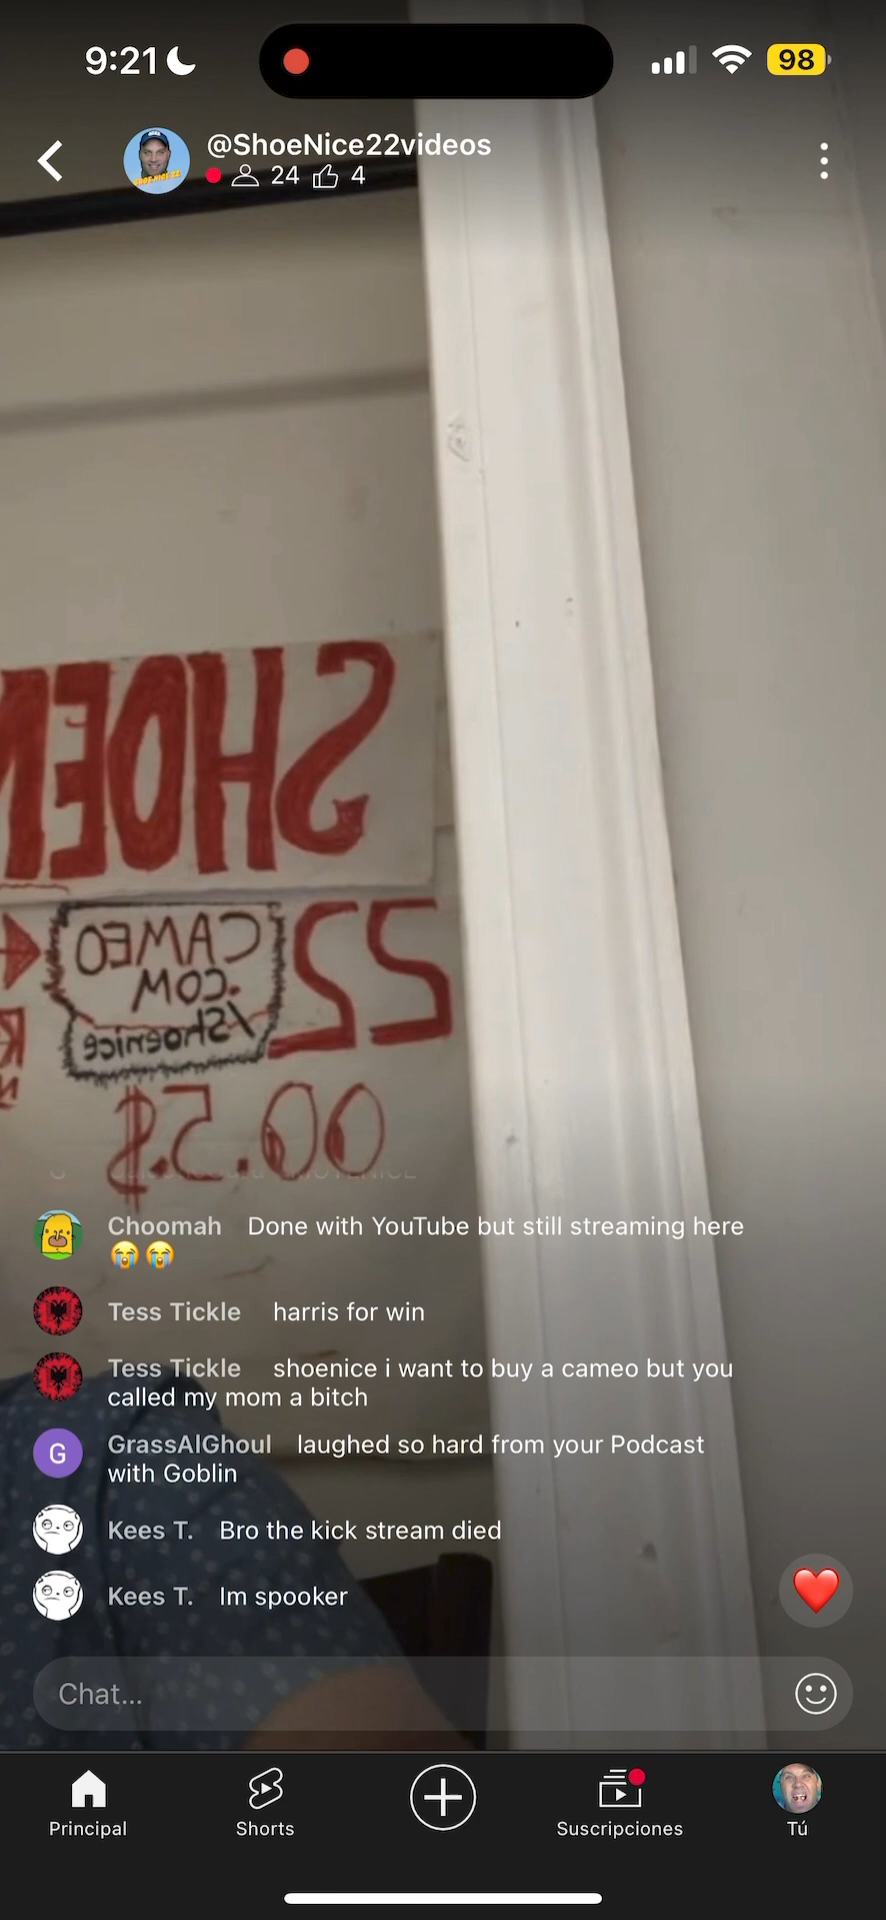 9:21
98
@ShoeNice22videos
24 4
SHOEN
22
CAMEO
.COM
/Shoenice
$5.00
Choomah Done with YouTube but still streaming here
😭😭
Tess Tickle harris for win
Tess Tickle shoenice i want to buy a cameo but you
called my mom a bitch
G
GrassAlGhoul laughed so hard from your Podcast
with Goblin
Kees T. Bro the kick stream died
Kees T. Im spooker
Chat...
Principal
Shorts
Suscripciones
Tú